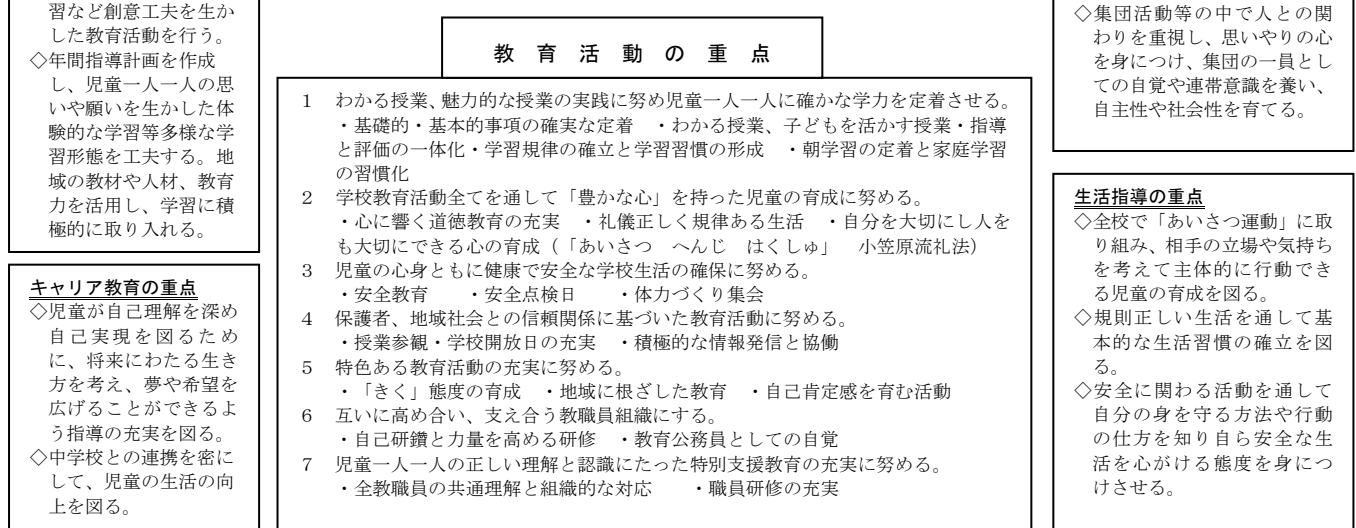 習など創意工夫を生か
した教育活動を行う。
◇年間指導計画を作成
し、児童一人一人の思
いや願いを生かした体
験的な学習等多様な学
習形態を工夫する。地
域の教材や人材、教育
力を活用し、学習に積
極的に取り入れる。
キャリア教育の重点
◇児童が自己理解を深め
自己実現を図るため
に、将来にわたる生き
方を考え、夢や希望を
広げることができるよ
う指導の充実を図る。
◇中学校との連携を密に
して、児童の生活の向
上を図る。
教育活動の重点
1 わかる授業、魅力的な授業の実践に努め児童一人一人に確かな学力を定着させる。
・基礎的・基本的事項の確実な定着 ・わかる授業、子どもを活かす授業・指導
と評価の一体化・学習規律の確立と学習習慣の形成 ・朝学習の定着と家庭学習
の習慣化
2 学校教育活動全てを通して「豊かな心」を持った児童の育成に努める。
・心に響く道徳教育の充実 ・礼儀正しく規律ある生活 ・自分を大切にし人を
も大切にできる心の育成（「あいさつ へんじ はくしゅ」 小笠原流礼法）
3 児童の心身ともに健康で安全な学校生活の確保に努める。
・安全教育 ・安全点検日 ・体力づくり集会
4 保護者、地域社会との信頼関係に基づいた教育活動に努める。
・授業参観・学校開放日の充実 ・積極的な情報発信と協働
5 特色ある教育活動の充実に努める。
・「きく」態度の育成 ・地域に根ざした教育 ・自己肯定感を育む活動
6 互いに高め合い、支え合う教職員組織にする。
・自己研鑽と力量を高める研修 ・教育公務員としての自覚
7 児童一人一人の正しい理解と認識にたった特別支援教育の充実に努める。
・全教職員の共通理解と組織的な対応 ・職員研修の充実
◇集団活動等の中で人との関
わりを重視し、思いやりの心
を身につけ、集団の一員とし
ての自覚や連帯意識を養い、
自主性や社会性を育てる。
生活指導の重点
◇全校で「あいさつ運動」に取
り組み、相手の立場や気持ち
を考えて主体的に行動でき
る児童の育成を図る。
◇規則正しい生活を通して基
本的な生活習慣の確立を図
る。
◇安全に関わる活動を通して
自分の身を守る方法や行動
の仕方を知り自ら安全な生
活を心がける態度を身につ
けさせる。